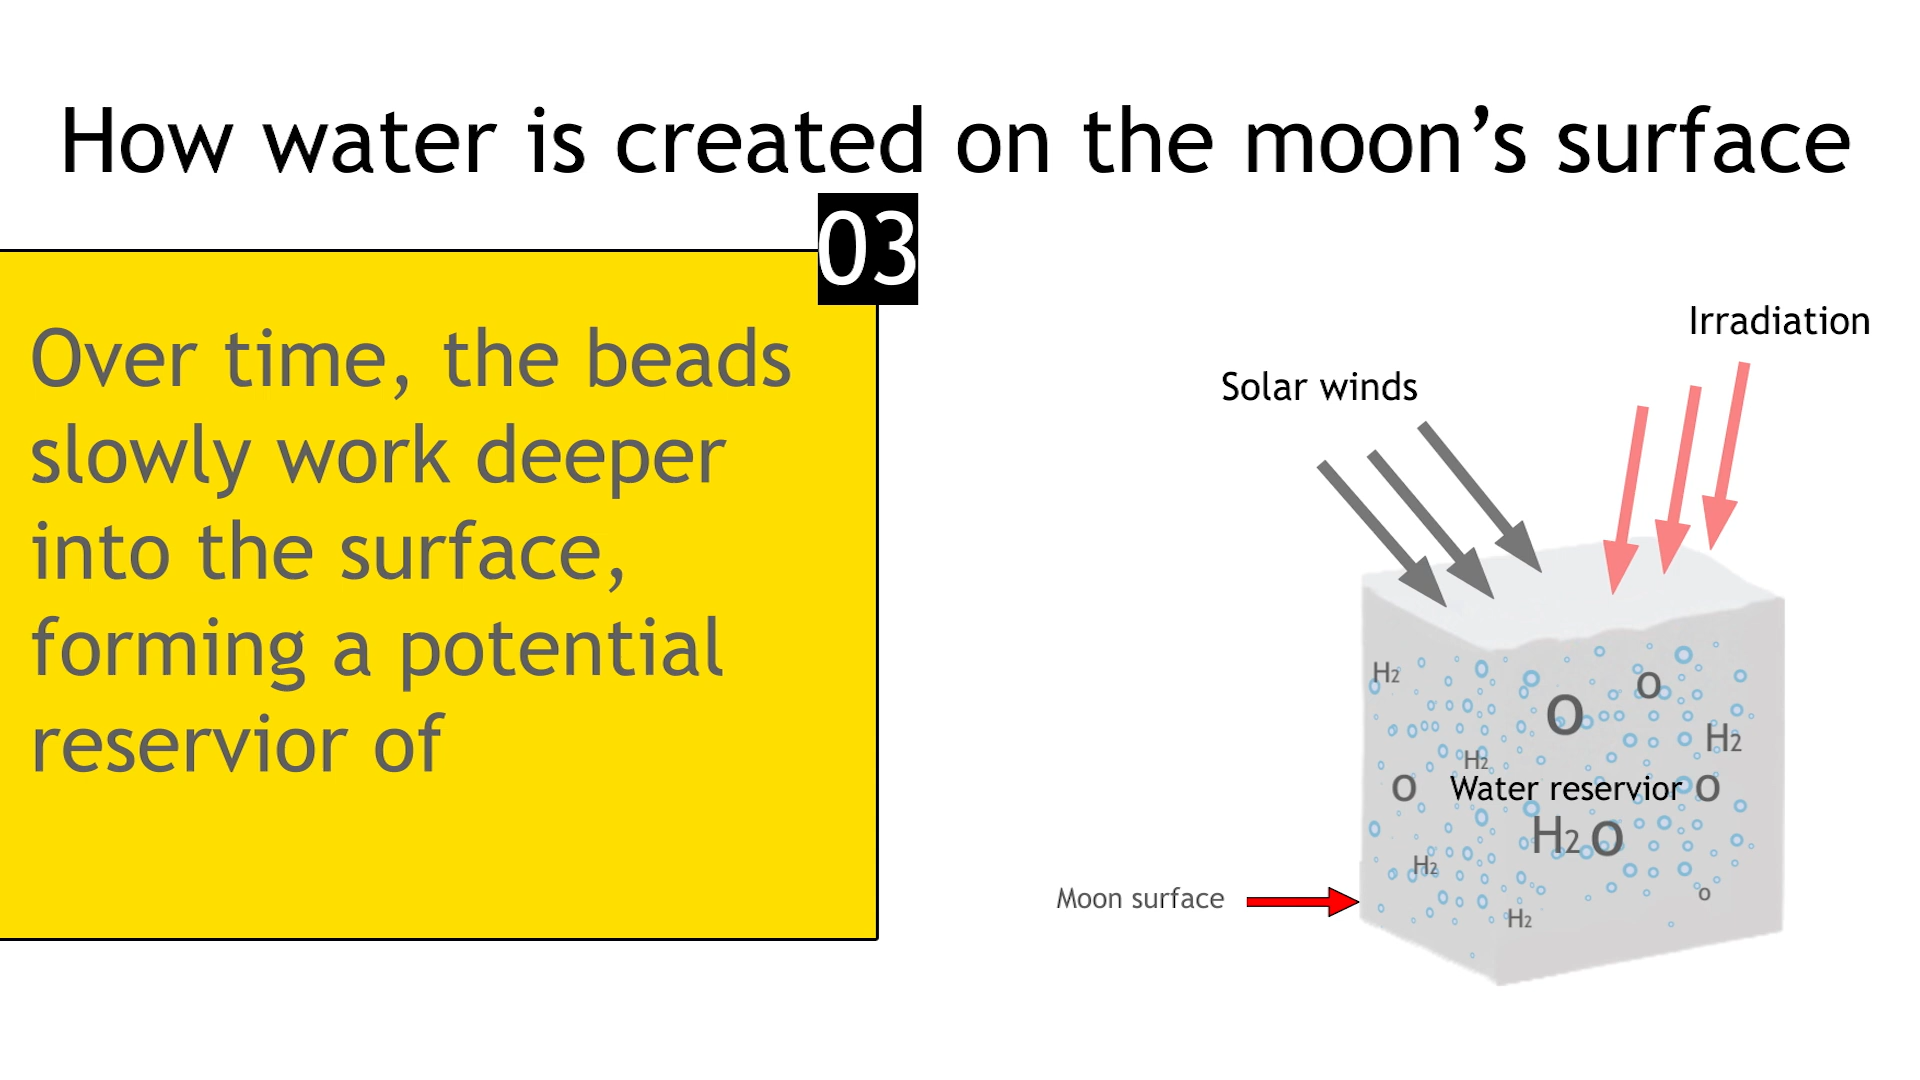 How water is created on the moon’s surface
03
Over time, the beads
slowly work deeper
into the surface,
forming a potential
reservior of
Irradiation
Solar winds
H2
O
O
H2
H2
O
Water reservior
O
H2 O
H2
Moon surface
O
H2